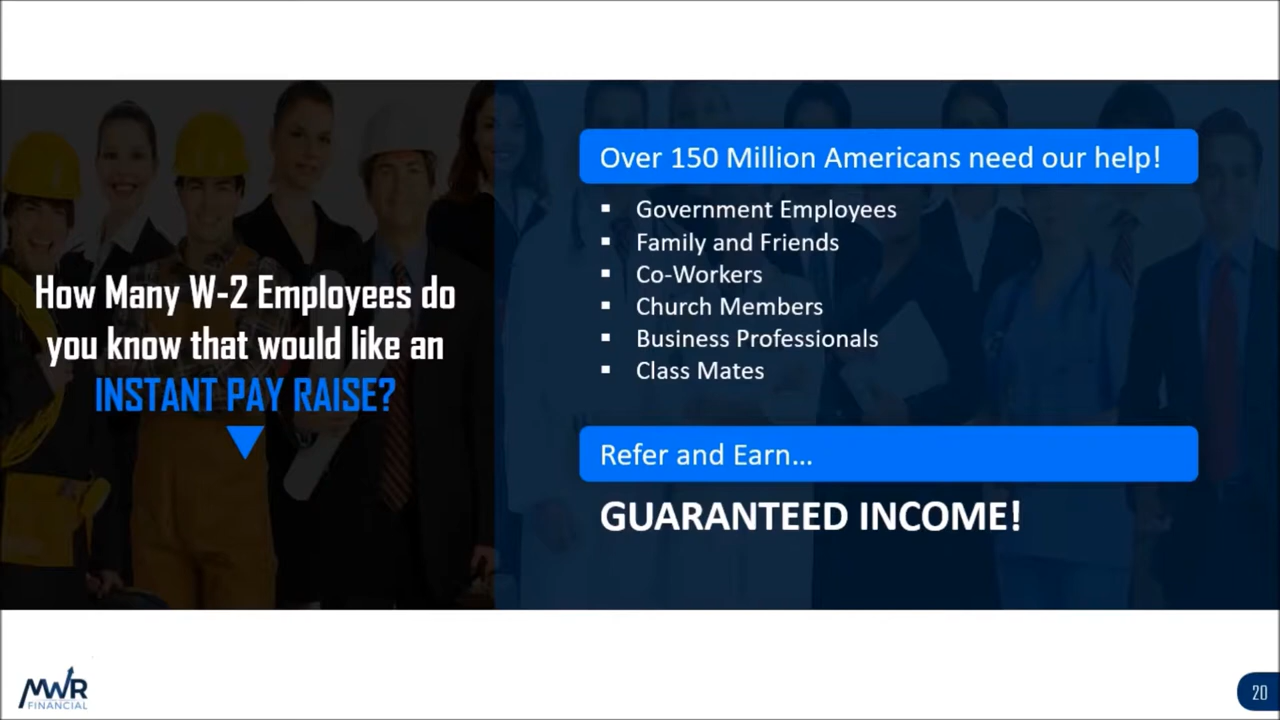 How Many W-2 Employees do
you know that would like an
INSTANT PAY RAISE?
Over 150 Million Americans need our help!
Government Employees
Family and Friends
Co-Workers
Church Members
Business Professionals
Class Mates
Refer and Earn...
GUARANTEED INCOME!
MWR
FINANCIAL
20